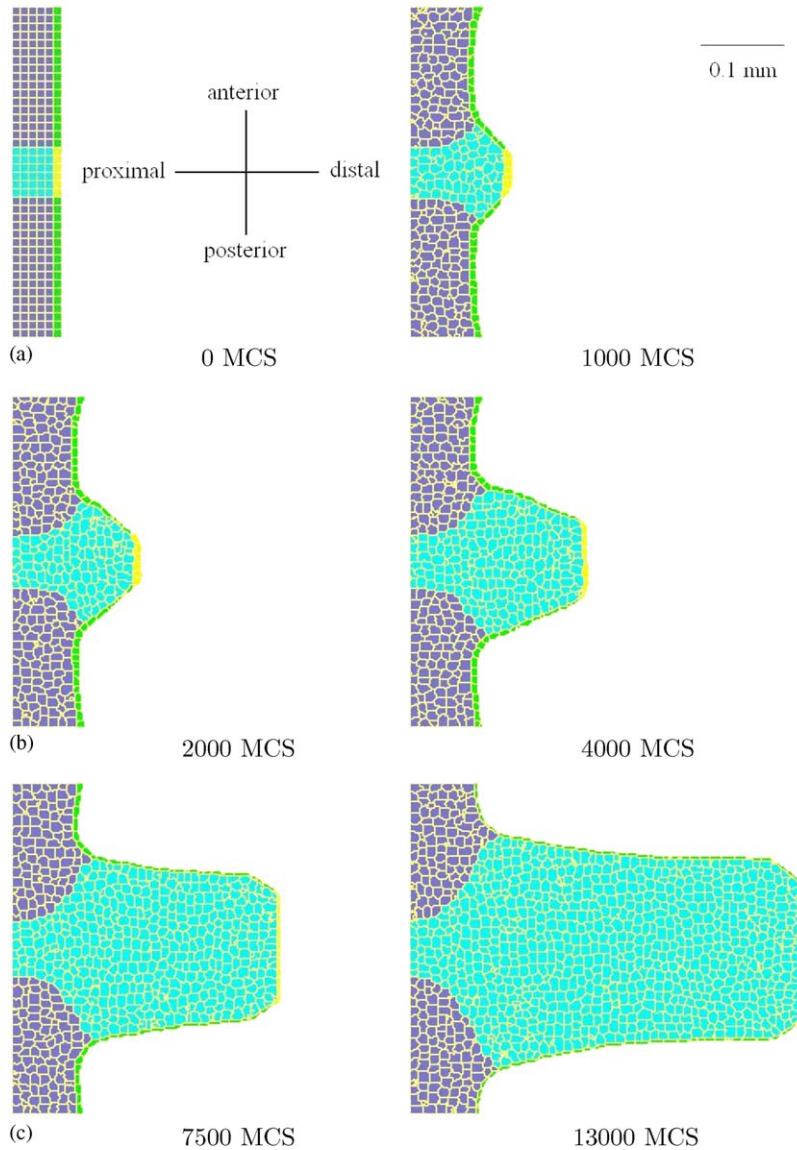 anterior
proximal
distal
posterior
0.1 mm
(a)
0 MCS
1000 MCS
(b)
2000 MCS
4000 MCS
(c)
7500 MCS
13000 MCS